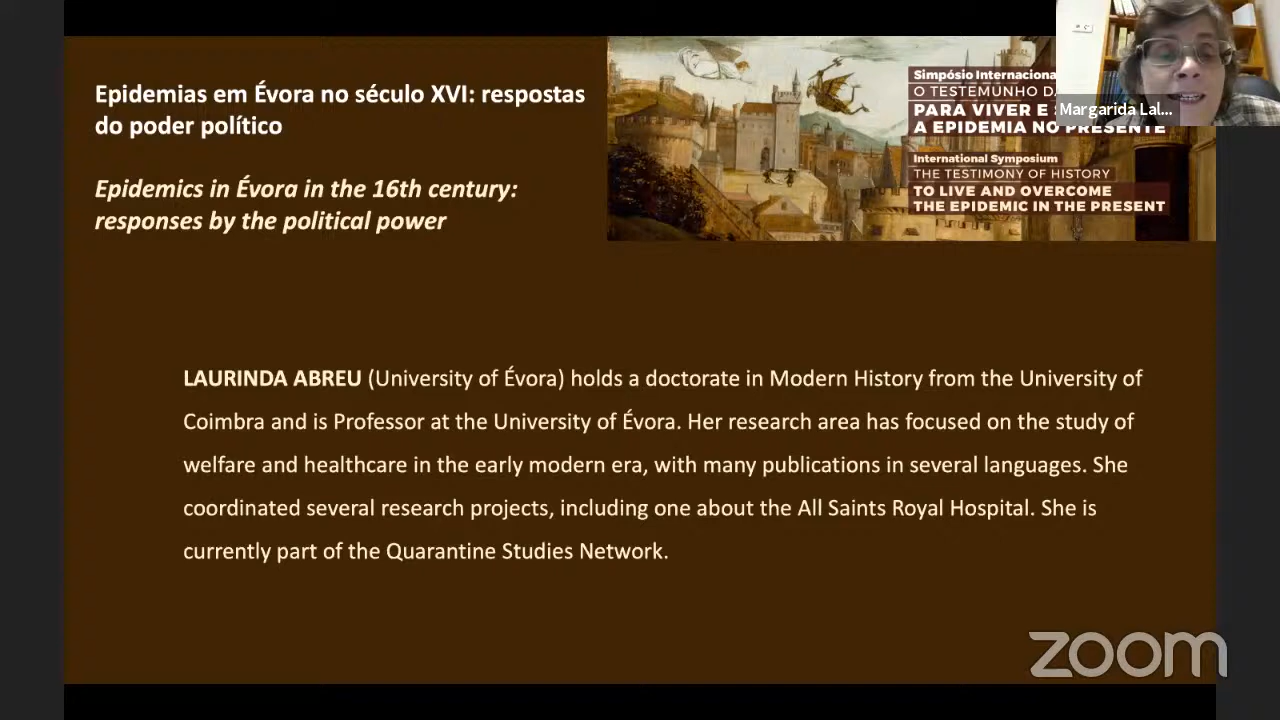 Epidemias em Évora no século XVI: respostas
do poder político
Epidemics in Évora in the 16th century:
responses by the political power
Simpósio Internaciona
O TESTEMUNHO DA
PARA VIVER E
A EPIDEMIA NO PRESENTE
International Symposium
THE TESTIMONY OF HISTORY
TO LIVE AND OVERCOME
THE EPIDEMIC IN THE PRESENT
Margarida Lal...
LAURINDA ABREU (University of Évora) holds a doctorate in Modern History from the University of
Coimbra and is Professor at the University of Évora. Her research area has focused on the study of
welfare and healthcare in the early modern era, with many publications in several languages. She
coordinated several research projects, including one about the All Saints Royal Hospital. She is
currently part of the Quarantine Studies Network.
zoom